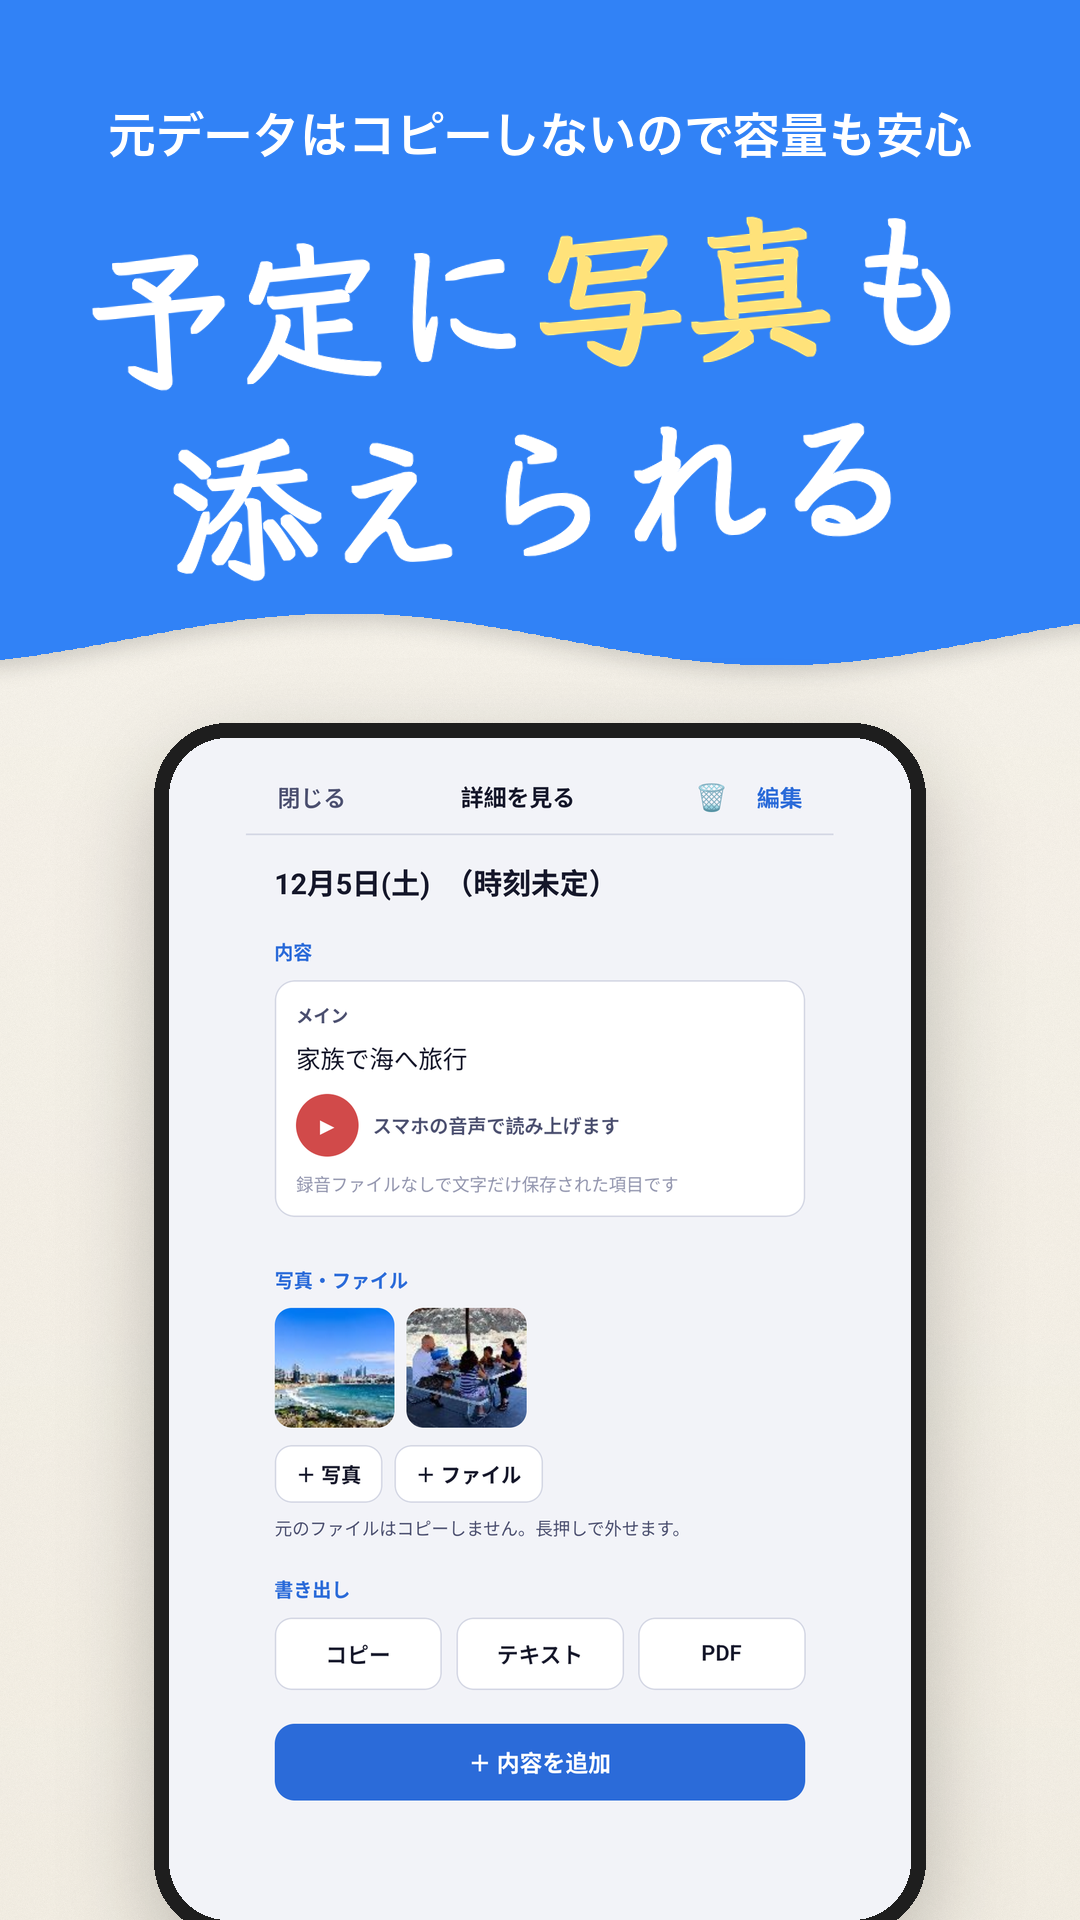 元データはコピーしないので容量も安心
予定に写真も
添えられる
閉じる 詳細を見る 編集
12月5日(土) （時刻未定）
内容
メイン
家族で海へ旅行
スマホの音声で読み上げます
録音ファイルなしで文字だけ保存された項目です
写真・ファイル
＋ 写真 ＋ ファイル
元のファイルはコピーしません。長押しで外せます。
書き出し
コピー テキスト PDF
＋ 内容を追加